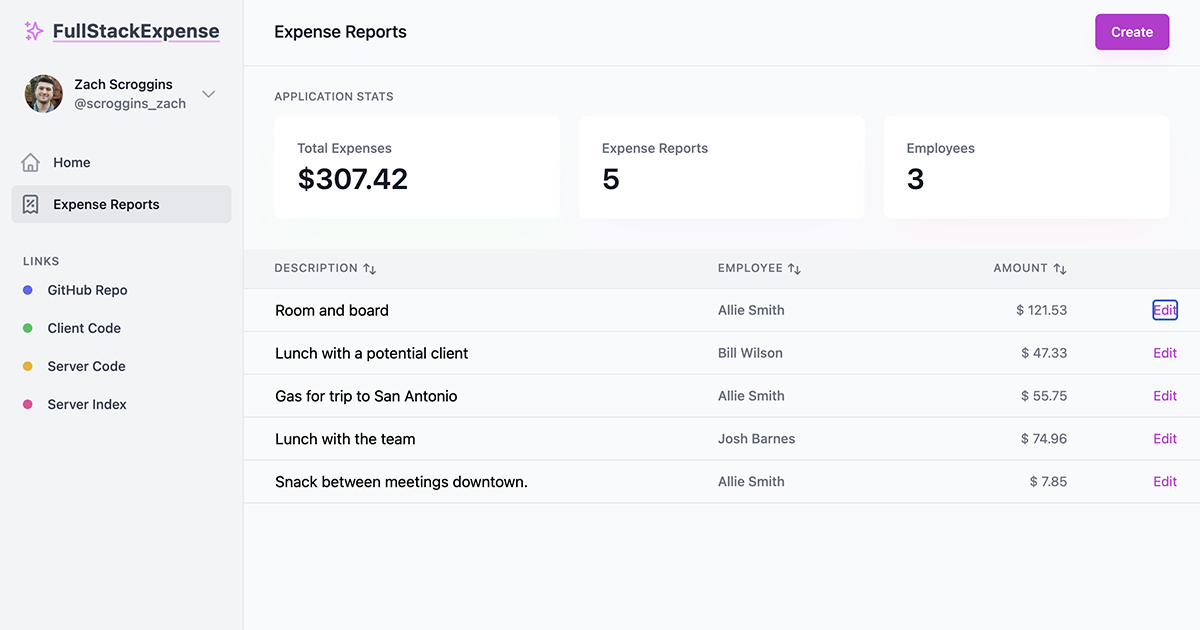 FullStackExpense
Zach Scroggins
@scroggins_zach
Home
Expense Reports
LINKS
GitHub Repo
Client Code
Server Code
Server Index
Expense Reports
Create
APPLICATION STATS
Total Expenses
$307.42
Expense Reports
5
Employees
3
DESCRIPTION EMPLOYEE AMOUNT
Room and board Allie Smith $ 121.53 Edit
Lunch with a potential client Bill Wilson $ 47.33 Edit
Gas for trip to San Antonio Allie Smith $ 55.75 Edit
Lunch with the team Josh Barnes $ 74.96 Edit
Snack between meetings downtown. Allie Smith $ 7.85 Edit